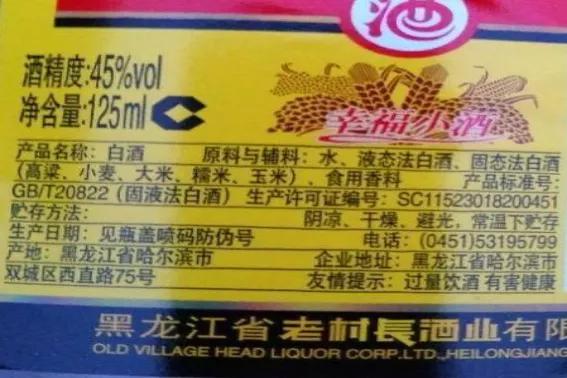 酒
酒精度:45%vol
净含量:125ml
幸福小酒
产品名称:白酒 原料与辅料:水、液态法白酒、固态法白酒
(高粱、小麦、大米、糯米、玉米)、食用香料 产品标准号:
GB/T20822(固液法白酒) 生产许可证编号:SC11523018200451
贮存方法: 阴凉、干燥、避光,常温下贮存
生产日期:见瓶盖喷码防伪号 电话:(0451)53195799
产地:黑龙江省哈尔滨市 企业地址:黑龙江省哈尔滨市
双城区西直路75号 友情提示:过量饮酒 有害健康
黑龙江省老村長酒业有限
OLD VILLAGE HEAD LIQUOR CORP.LTD.,HEILONGJIANG